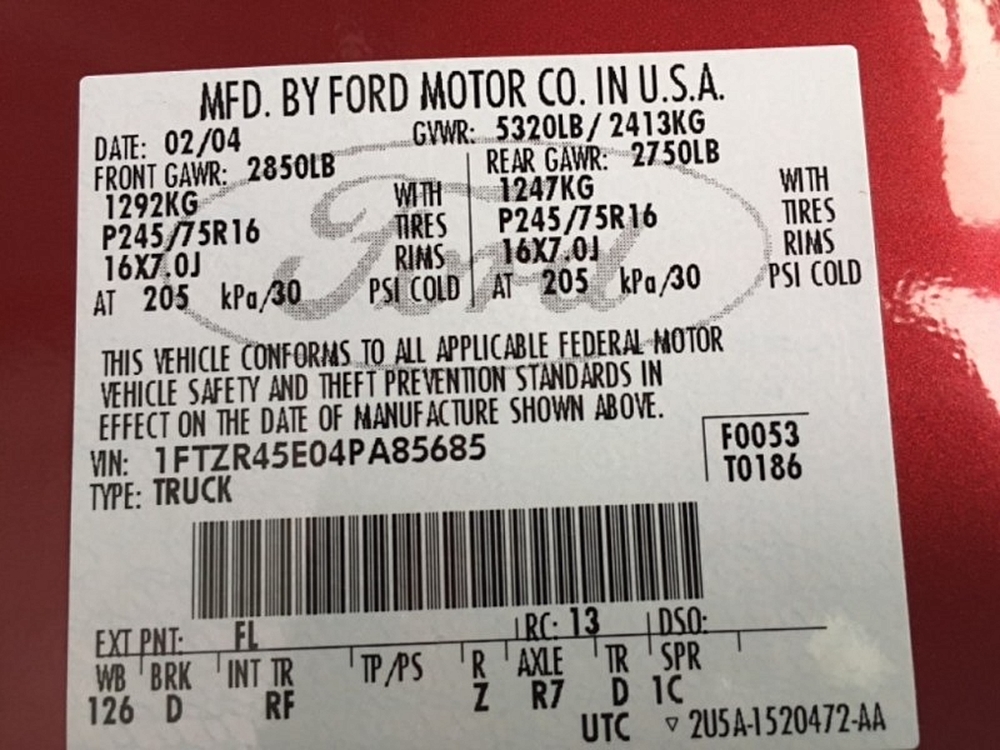 MFD. BY FORD MOTOR CO. IN U.S.A.
DATE: 02/04 GVWR: 5320LB/ 2413KG
FRONT GAWR: 2850LB REAR GAWR: 2750LB
1292KG WITH 1247KG WITH
P245/75R16 TIRES P245/75R16 TIRES
16X7.0J RIMS 16X7.0J RIMS
AT 205 kPa/30 PSI COLD AT 205 kPa/30 PSI COLD
Ford
THIS VEHICLE CONFORMS TO ALL APPLICABLE FEDERAL MOTOR
VEHICLE SAFETY AND THEFT PREVENTION STANDARDS IN
EFFECT ON THE DATE OF MANUFACTURE SHOWN ABOVE.
VIN: 1FTZR45E04PA85685 F0053
TYPE: TRUCK T0186
EXT PNT: FL RC: 13 DSO:
WB BRK INT TR TP/PS R AXLE TR SPR
126 D RF Z R7 D 1C
UTC ▽ 2U5A-1520472-AA